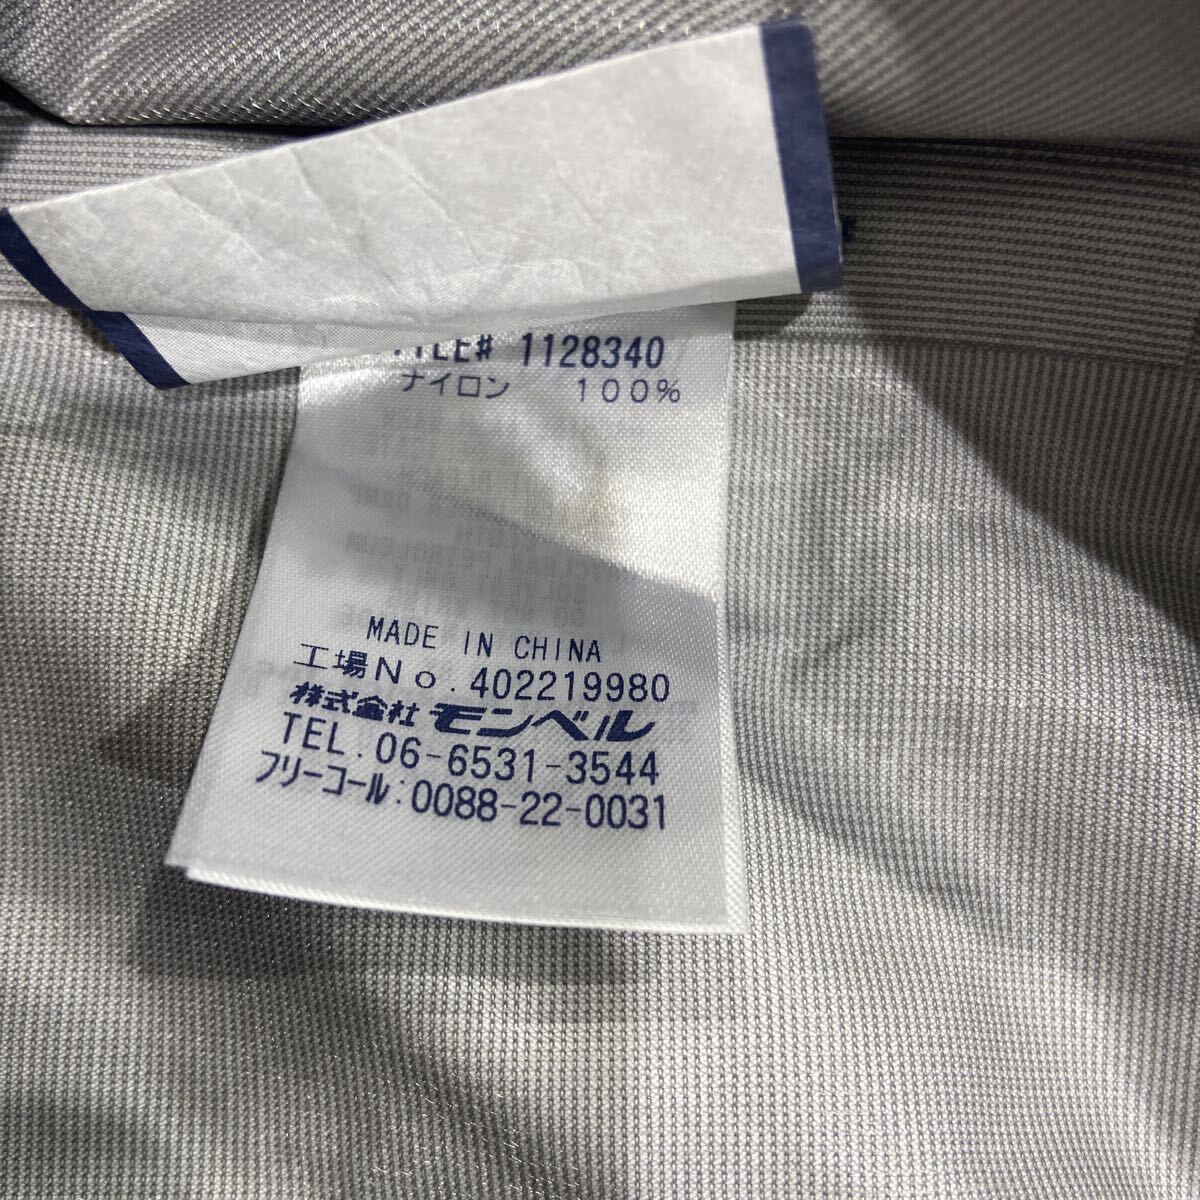 1128340
ナイロン 100%
MADE IN CHINA
工場No.402219980
株式会社モンベル
TEL.06-6531-3544
フリーコール:0088-22-0031